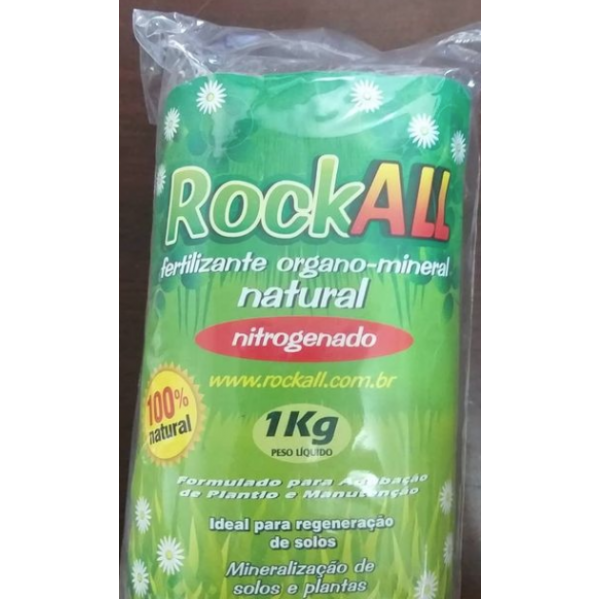 RockALL
fertilizante organo-mineral
natural
nitrogenado
www.rockall.com.br
100%
natural
1Kg
PESO LÍQUIDO
Formulado para Adubação
de Plantio e Manutenção
Ideal para regeneração
de solos
Mineralização de
solos e plantas